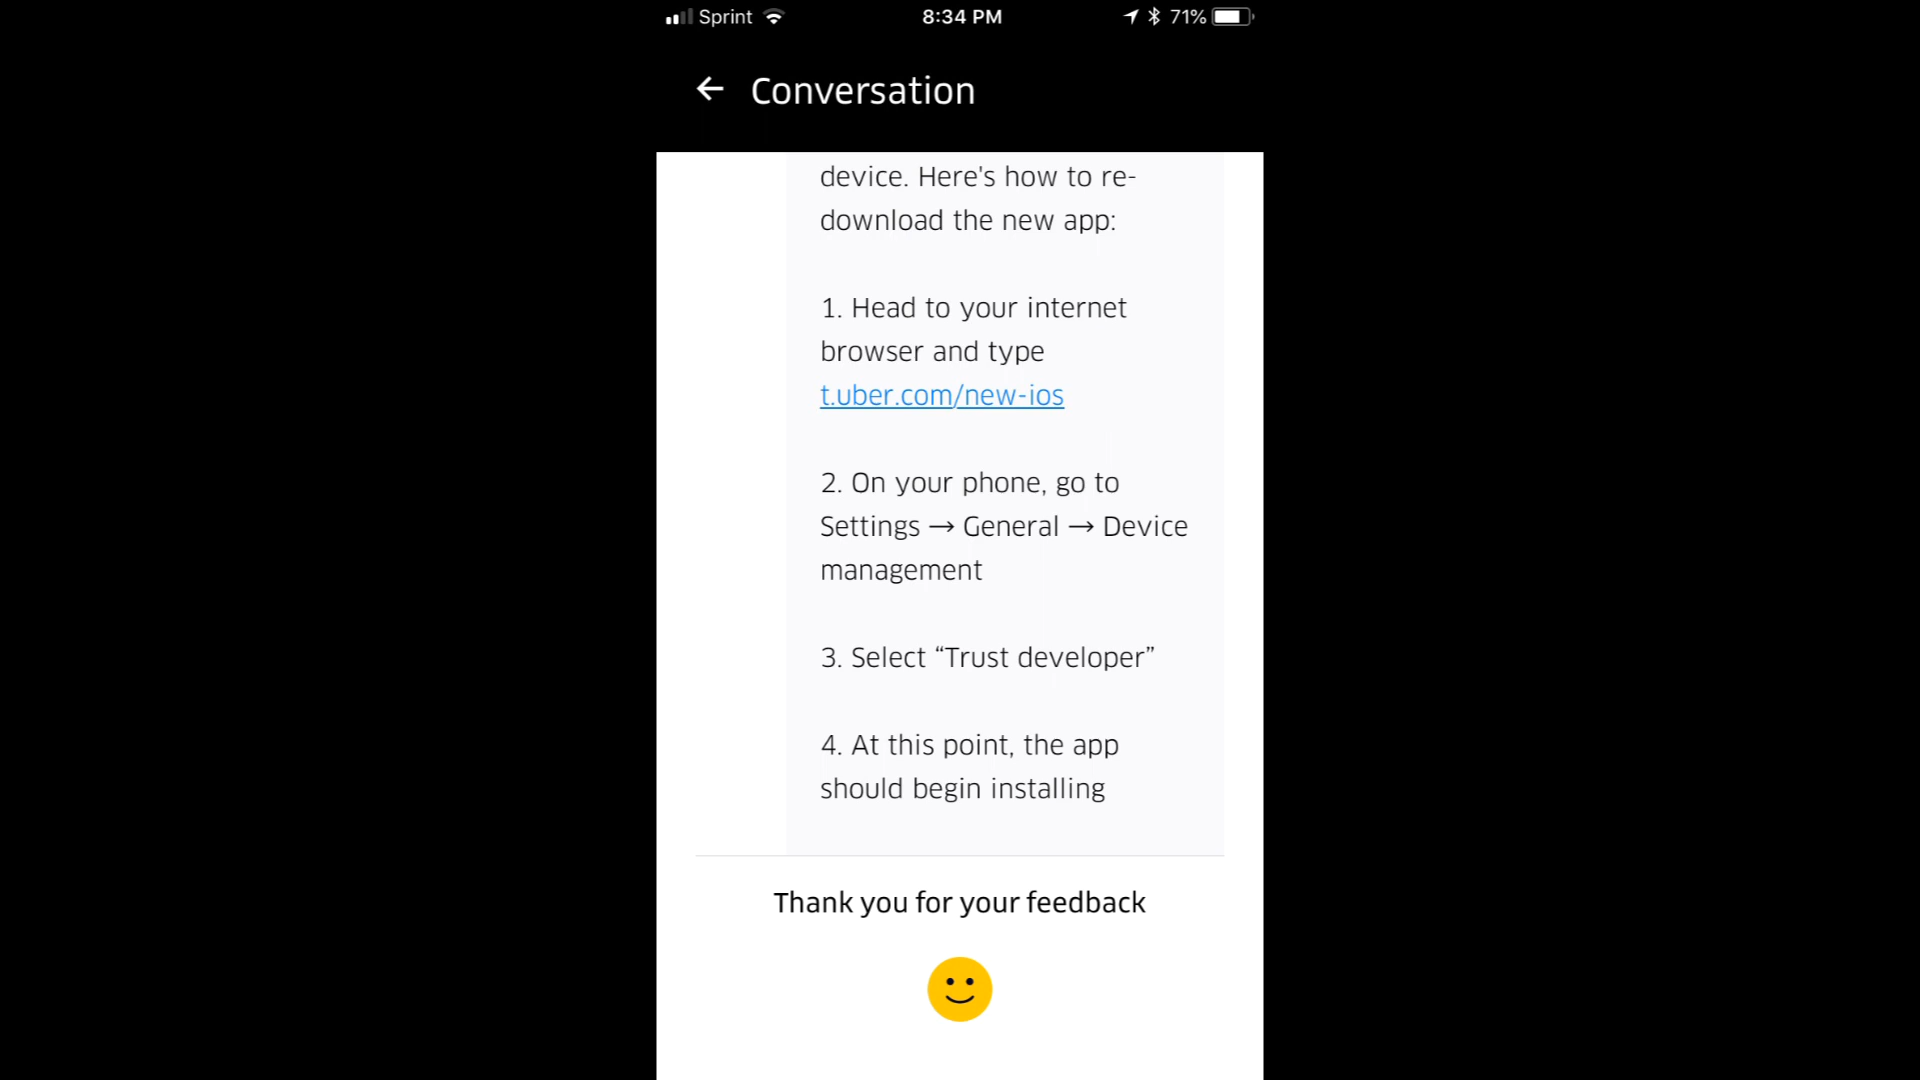 Sprint 8:34 PM 71%
Conversation
device. Here's how to re-
download the new app:
1. Head to your internet
browser and type
t.uber.com/new-ios
2. On your phone, go to
Settings → General → Device
management
3. Select “Trust developer”
4. At this point, the app
should begin installing
Thank you for your feedback